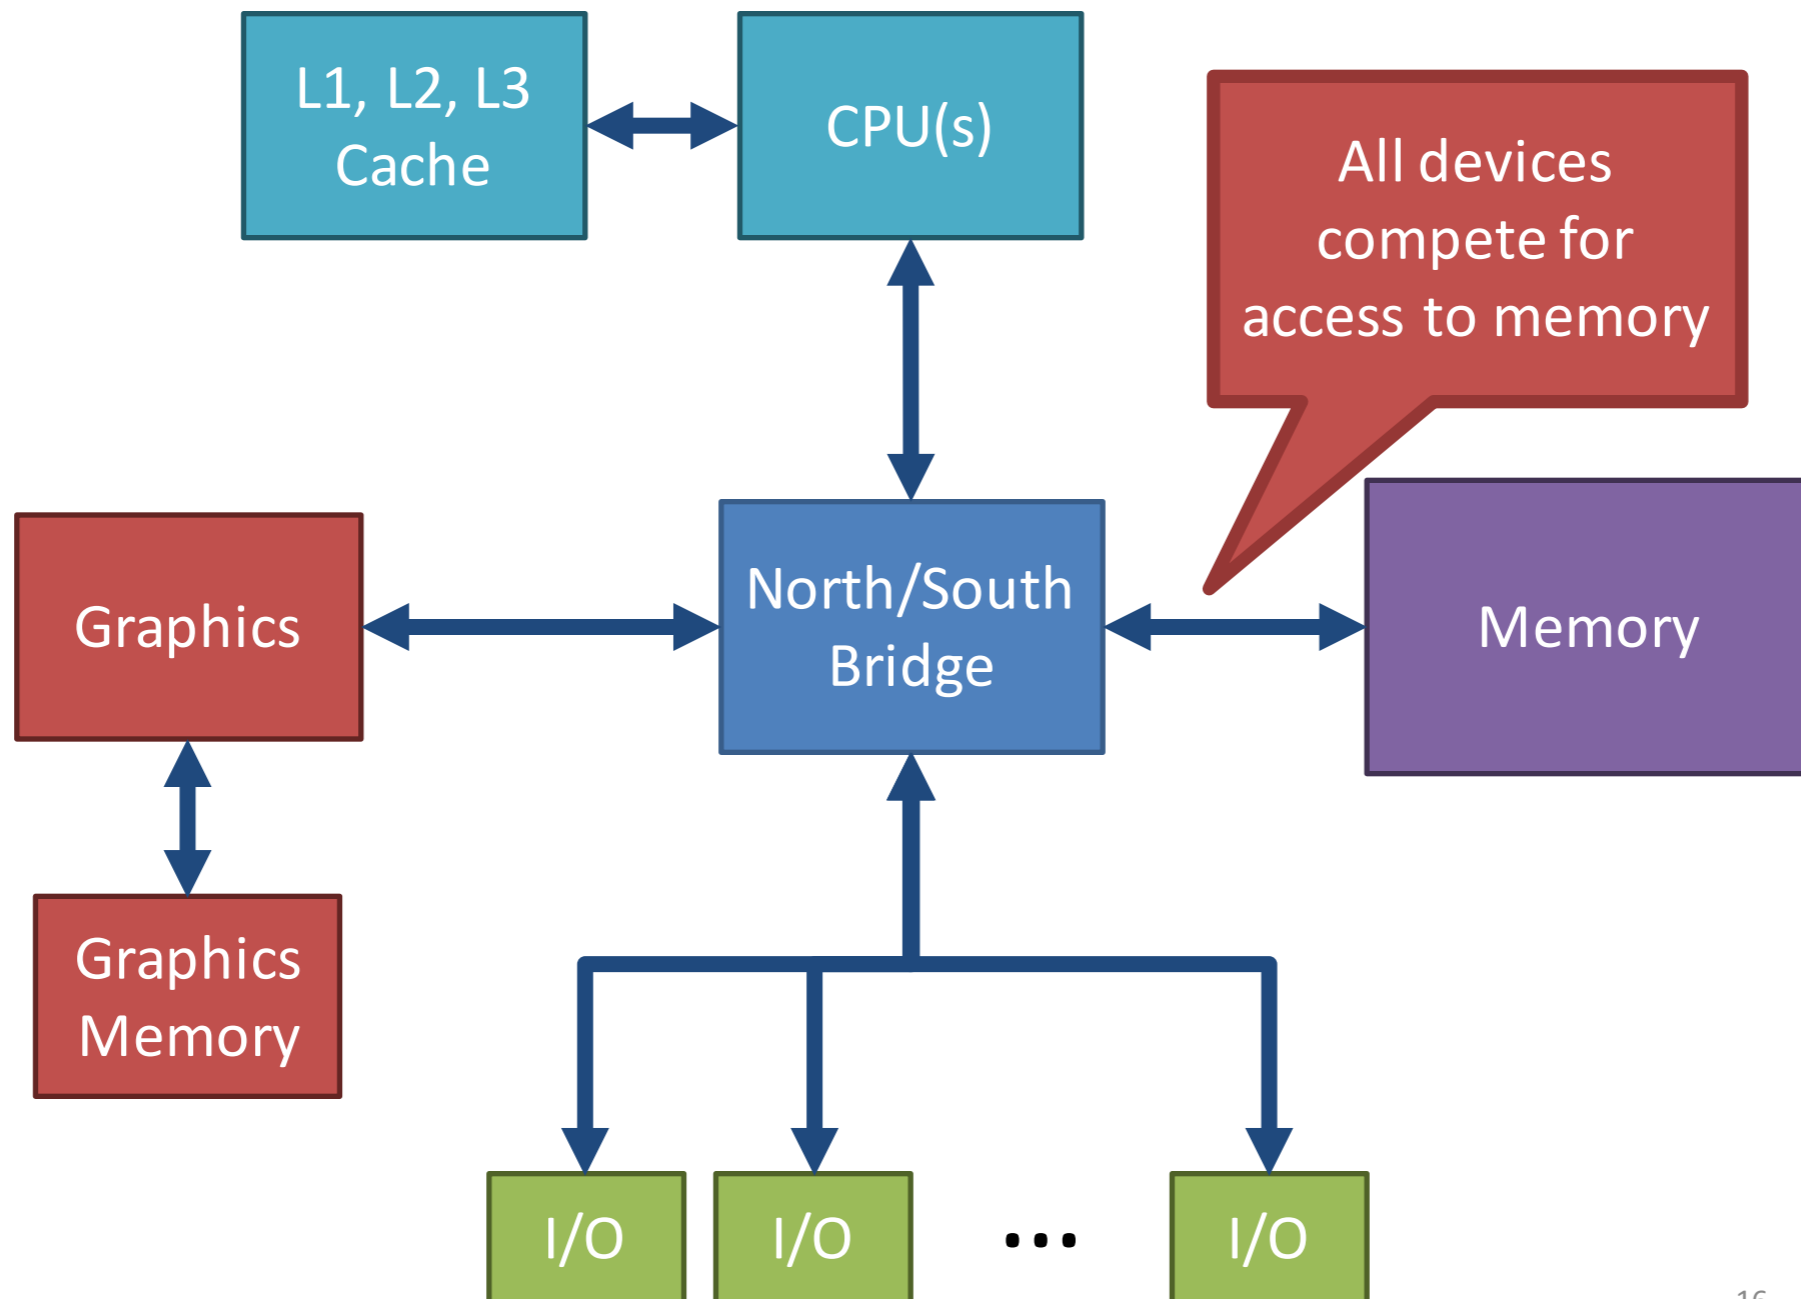 L1, L2, L3
Cache
CPU(s)
All devices
compete for
access to memory
Graphics
North/South
Bridge
Memory
Graphics
Memory
I/O
I/O
...
I/O
16